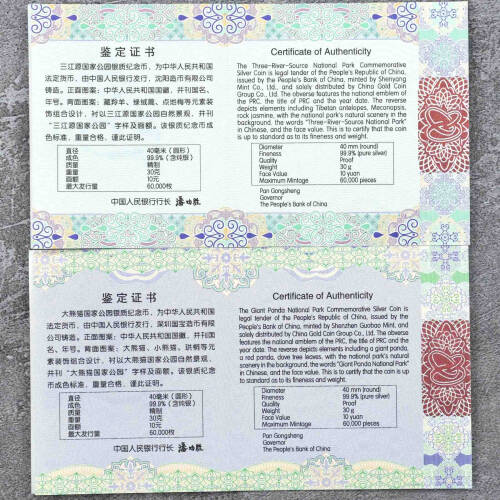 鉴定证书
三江源国家公园银质纪念币，为中华人民共和国
法定货币，由中国人民银行发行，沈阳造币有限公司
铸造。正面图案：中华人民共和国国徽，并刊国名、
年号。背面图案：藏羚羊、绿绒蒿、点地梅等元素装
饰组合设计，衬以三江源国家公园自然景观，并刊
“三江源国家公园”字样及面额。该银质纪念币成
色标准，重量合格，谨此证明。
直径 40毫米（圆形）
成色 99.9%（含纯银）
质量 精制
重量 30克
面额 10元
最大发行量 60,000枚
中国人民银行行长
Certificate of Authenticity
The Three-River-Source National Park Commemorative
Silver Coin is legal tender of the People's Republic of China,
issued by the People's Bank of China, minted by Shenyang
Mint Co., Ltd., and solely distributed by China Gold Coin
Group Co., Ltd. The obverse features the national emblem of
the PRC, the title of PRC and the year date. The reverse
depicts elements including Tibetan antelopes, Meconopsis,
rock jasmine, with the national park's natural scenery in the
background, the words "Three-River-Source National Park"
in Chinese, and the face value. This is to certify that the coin
is up to standard as to its fineness and weight.
Diameter 40 mm (round)
Fineness 99.9% (pure silver)
Quality Proof
Weight 30 g
Face Value 10 yuan
Maximum Mintage 60,000 pieces
Pan Gongsheng
Governor
The People's Bank of China
鉴定证书
大熊猫国家公园银质纪念币，为中华人民共和国
法定货币，由中国人民银行发行，深圳国宝造币有限
公司铸造。正面图案：中华人民共和国国徽，并刊
国名、年号。背面图案：大熊猫、小熊猫、珙桐等元
素装饰组合设计，衬以大熊猫国家公园自然景观，
并刊“大熊猫国家公园”字样及面额。该银质纪念
币成色标准，重量合格，谨此证明。
直径 40毫米（圆形）
成色 99.9%（含纯银）
质量 精制
重量 30克
面额 10元
最大发行量 60,000枚
中国人民银行行长
Certificate of Authenticity
The Giant Panda National Park Commemorative Silver Coin is
legal tender of the People's Republic of China, issued by the
People's Bank of China, minted by Shenzhen Guobao Mint, and
solely distributed by China Gold Coin Group Co., Ltd. The obverse
features the national emblem of the PRC, the title of PRC and the
year date. The reverse depicts elements including a giant panda,
a red panda, dove tree leaves, with the national park's natural
scenery in the background, the words "Giant Panda National Park"
in Chinese, and the face value. This is to certify that the coin is up
to standard as to its fineness and weight.
Diameter 40 mm (round)
Fineness 99.9% (pure silver)
Quality Proof
Weight 30 g
Face Value 10 yuan
Maximum Mintage 60,000 pieces
Pan Gongsheng
Governor
The People's Bank of China